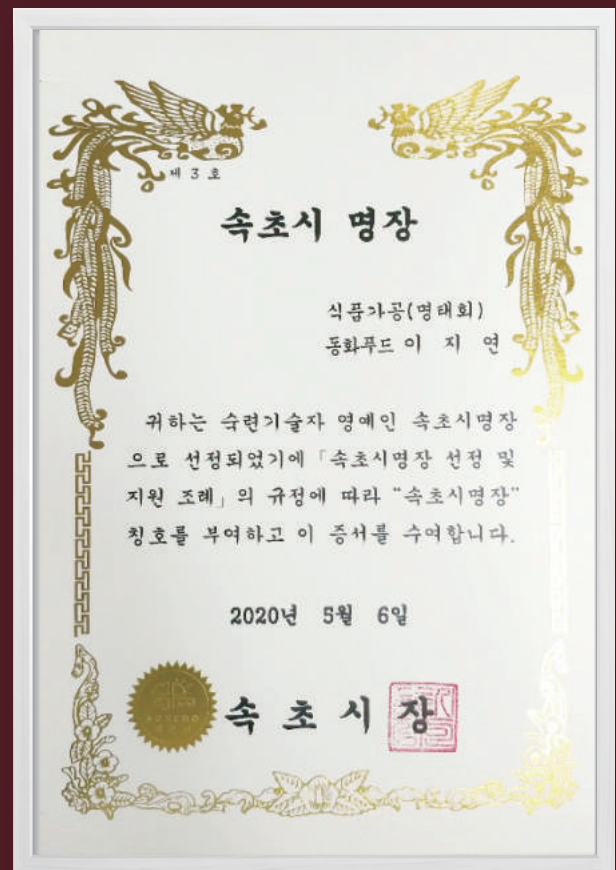 제 3 호
속초시 명장
식품가공(명태회)
동화푸드 이 지 연
귀하는 숙련기술자 영예인 속초시명장
으로 선정되었기에 「속초시명장 선정 및
지원 조례」의 규정에 따라 “속초시명장”
칭호를 부여하고 이 증서를 수여합니다.
2020년 5월 6일
속 초 시 장